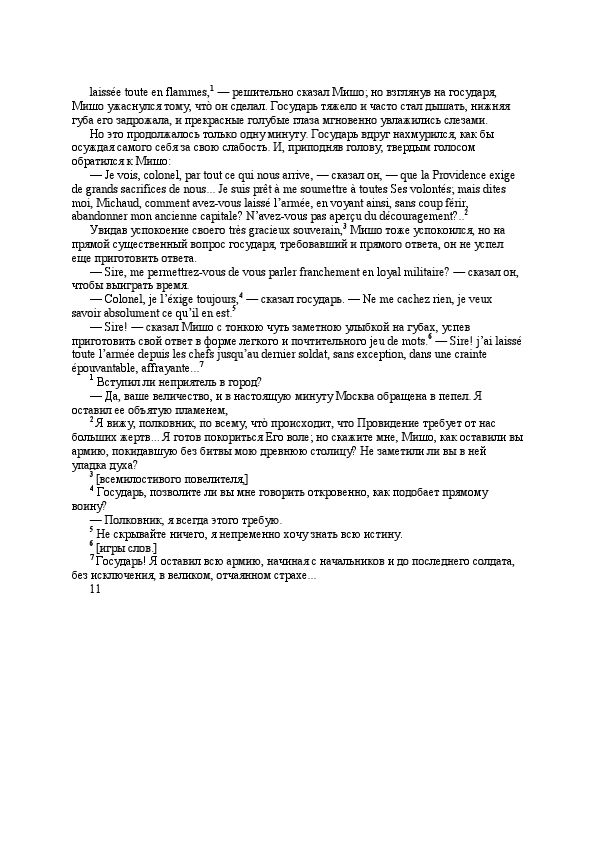 laissée toute en flammes,¹ — решительно сказал Мишо; но взглянув на государя,
Мишо ужаснулся тому, чтò он сделал. Государь тяжело и часто стал дышать, нижняя
губа его задрожала, и прекрасные голубые глаза мгновенно увлажились слезами.
Но это продолжалось только одну минуту. Государь вдруг нахмурился, как бы
осуждая самого себя за свою слабость. И, приподняв голову, твердым голосом
обратился к Мишо:
— Je vois, colonel, par tout ce qui nous arrive, — сказал он, — que la Providence exige
de grands sacrifices de nous... Je suis prêt à me soumettre à toutes Ses volontés; mais dites
moi, Michaud, comment avez-vous laissé l’armée, en voyant ainsi, sans coup férir,
abandonner mon ancienne capitale? N’avez-vous pas aperçu du découragement?..²
Увидав успокоение своего très gracieux souverain,³ Мишо тоже успокоился, но на
прямой существенный вопрос государя, требовавший и прямого ответа, он не успел
еще приготовить ответа.
— Sire, me permettrez-vous de vous parler franchement en loyal militaire? — сказал он,
чтобы выиграть время.
— Colonel, je l’éxige toujours,⁴ — сказал государь. — Ne me cachez rien, je veux
savoir absolument ce qu’il en est.⁵
— Sire! — сказал Мишо с тонкою чуть заметною улыбкой на губах, успев
приготовить свой ответ в форме легкого и почтительного jeu de mots.⁶ — Sire! j’ai laissé
toute l’armée depuis les chefs jusqu’au dernier soldat, sans exception, dans une crainte
épouvantable, affrayante...⁷
¹ Вступил ли неприятель в город?
— Да, ваше величество, и в настоящую минуту Москва обращена в пепел. Я
оставил ее объятую пламенем,
² Я вижу, полковник, по всему, чтò происходит, что Провидение требует от нас
больших жертв... Я готов покориться Его воле; но скажите мне, Мишо, как оставили вы
армию, покидавшую без битвы мою древнюю столицу? Не заметили ли вы в ней
упадка духа?
³ [всемилостивого повелителя,]
⁴ Государь, позволите ли вы мне говорить откровенно, как подобает прямому
воину?
— Полковник, я всегда этого требую.
⁵ Не скрывайте ничего, я непременно хочу знать всю истину.
⁶ [игры слов.]
⁷ Государь! Я оставил всю армию, начиная с начальников и до последнего солдата,
без исключения, в великом, отчаянном страхе...
11